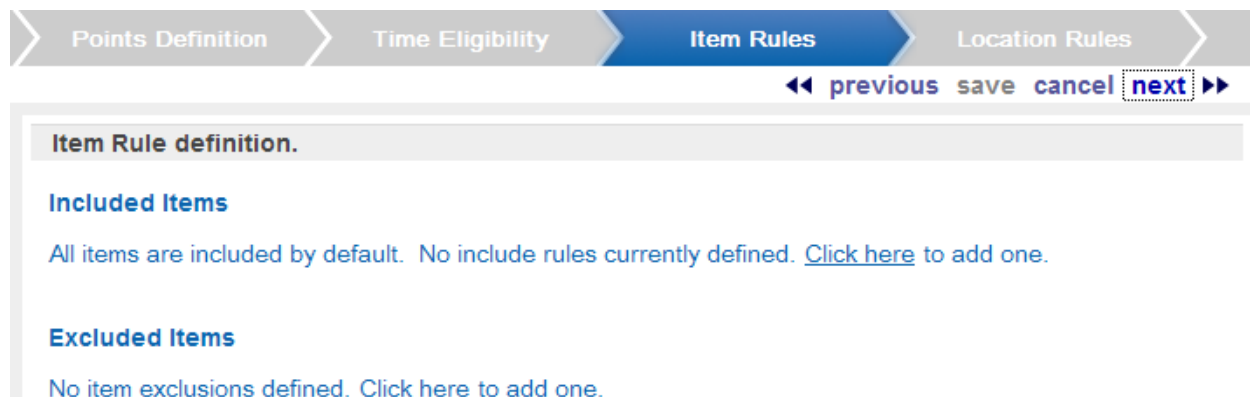 Points Definition Time Eligibility Item Rules Location Rules
previous save cancel next
Item Rule definition.
Included Items
All items are included by default. No include rules currently defined. Click here to add one.
Excluded Items
No item exclusions defined. Click here to add one.